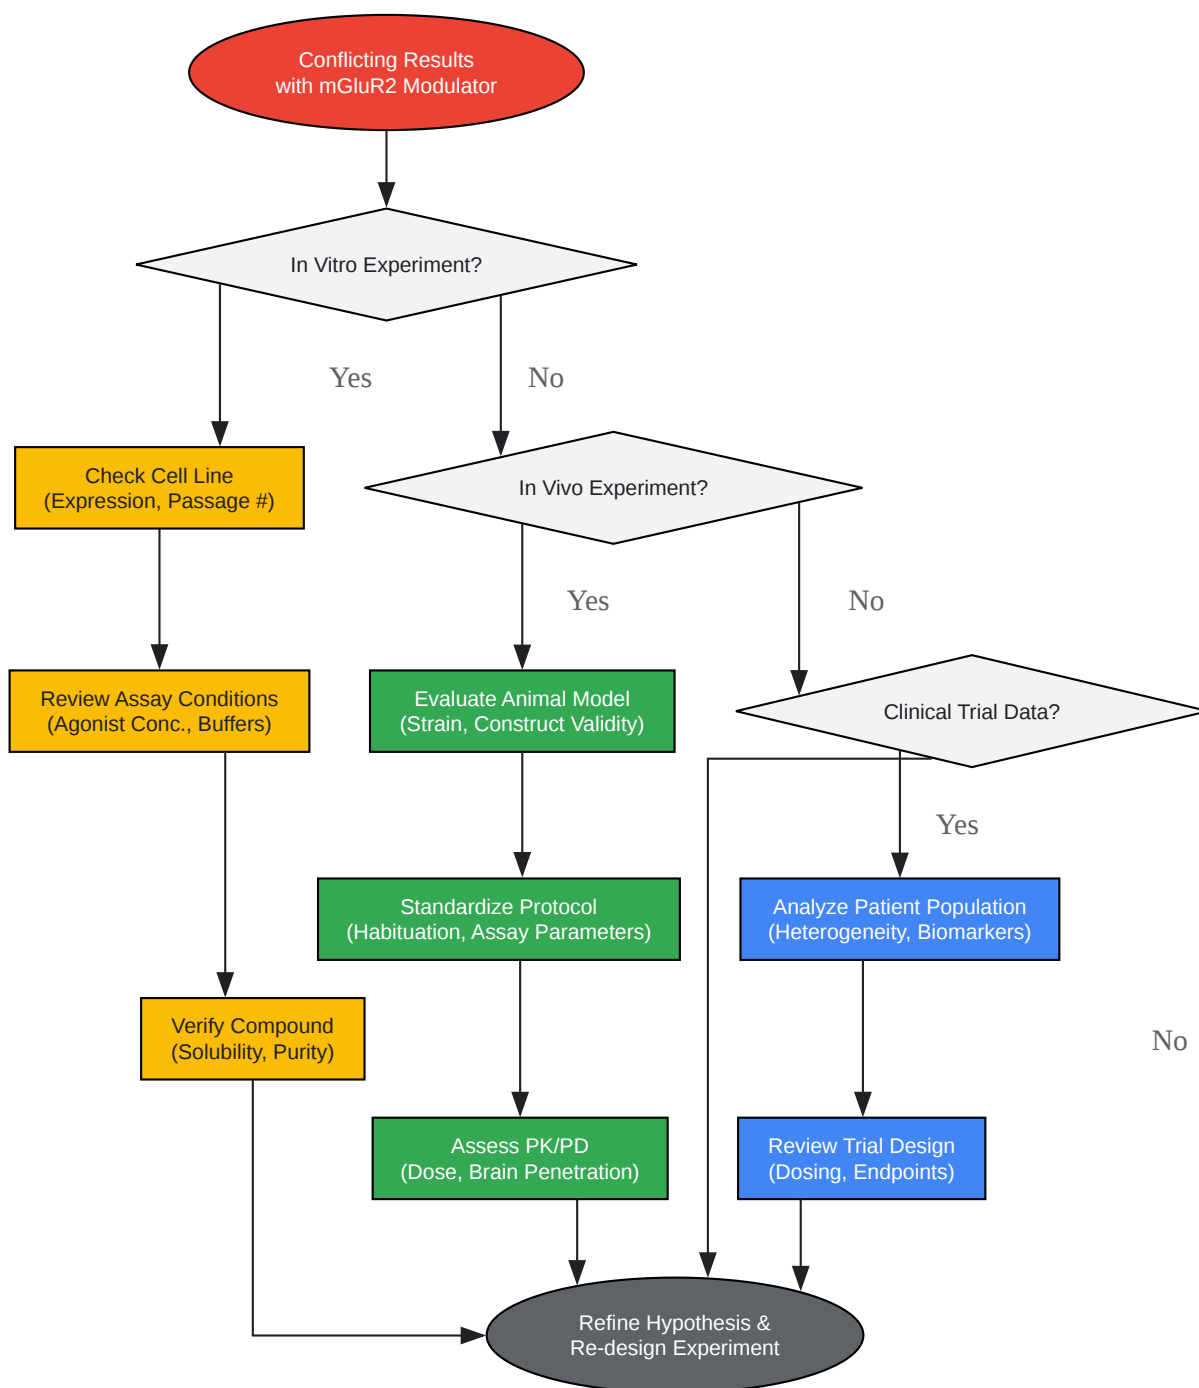 Conflicting Results
with mGluR2 Modulator
In Vitro Experiment?
Yes
No
Check Cell Line
(Expression, Passage #)
In Vivo Experiment?
Yes
No
Review Assay Conditions
(Agonist Conc., Buffers)
Evaluate Animal Model
(Strain, Construct Validity)
Clinical Trial Data?
Yes
Standardize Protocol
(Habituation, Assay Parameters)
Analyze Patient Population
(Heterogeneity, Biomarkers)
Verify Compound
(Solubility, Purity)
No
Assess PK/PD
(Dose, Brain Penetration)
Review Trial Design
(Dosing, Endpoints)
Refine Hypothesis &
Re-design Experiment